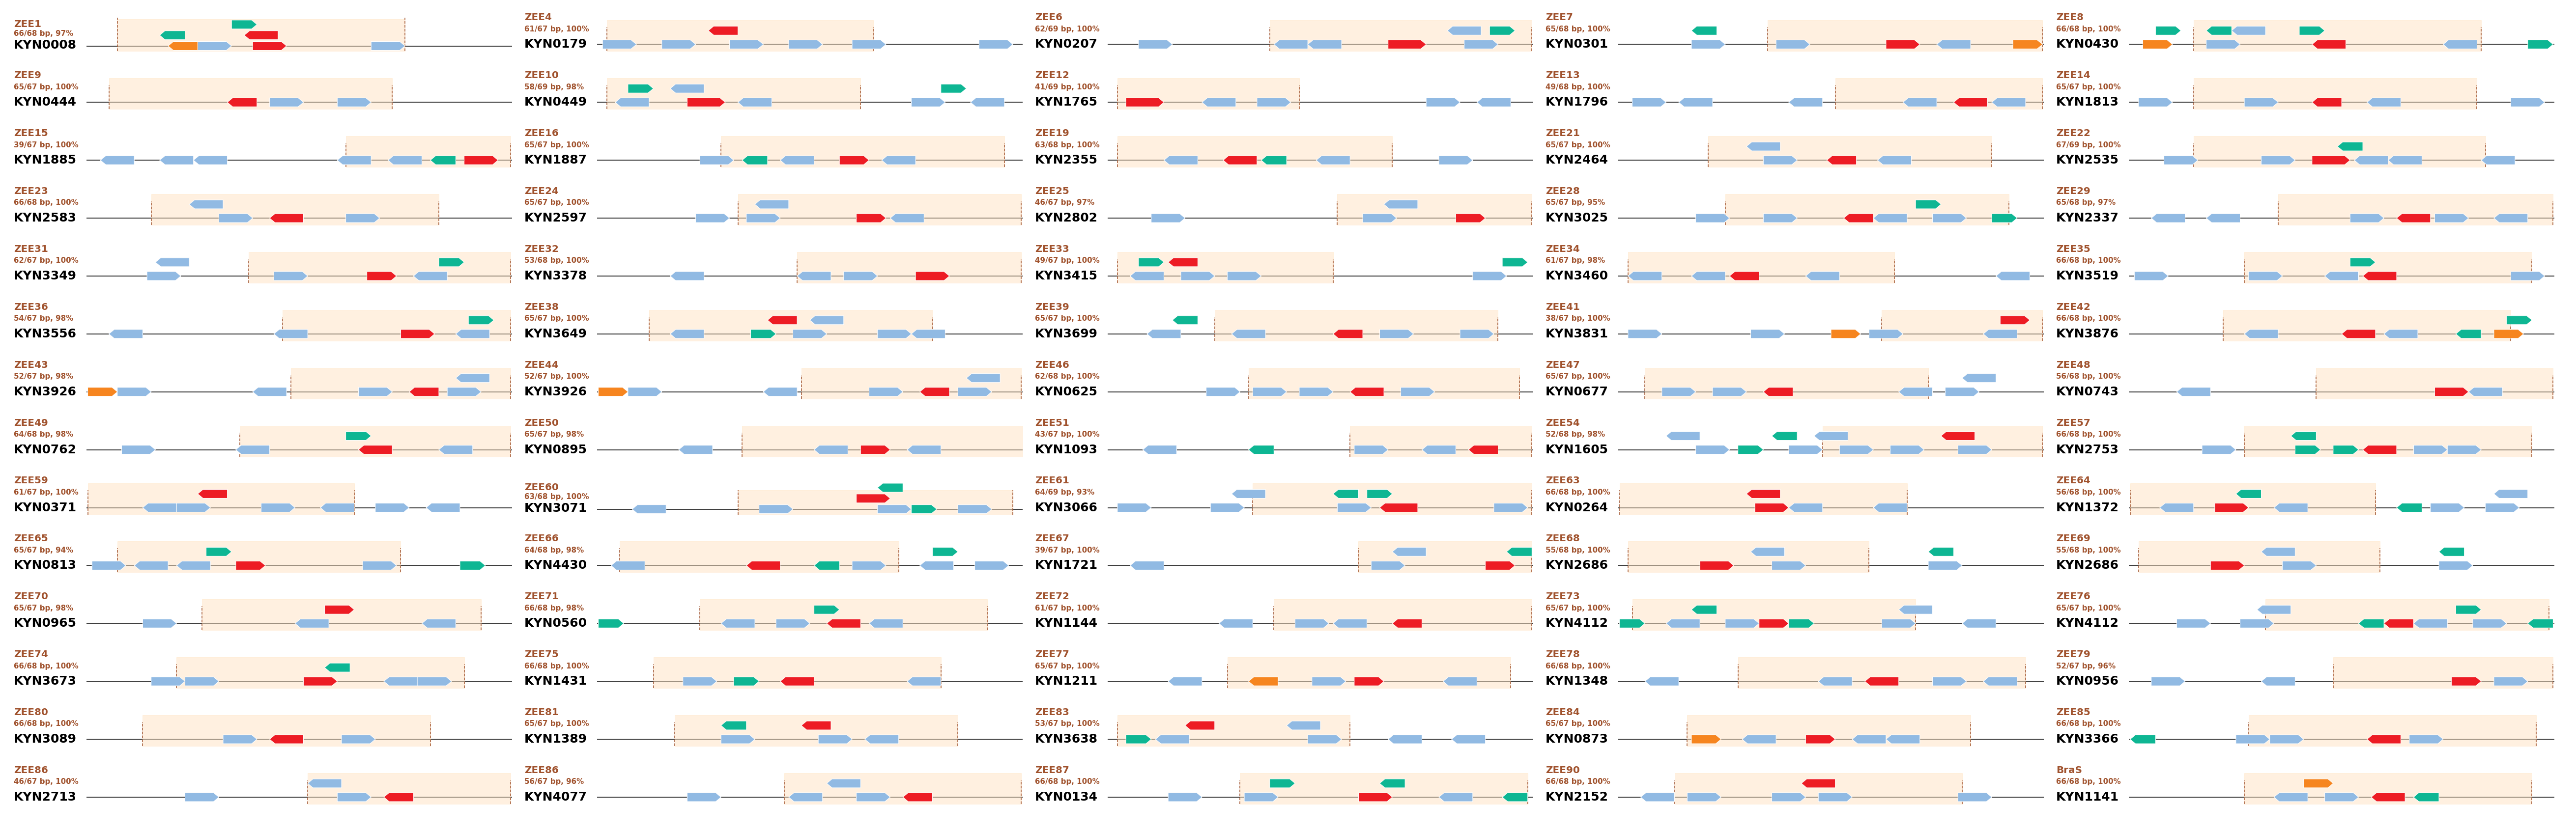 ZEE1
66/68 bp, 97%
KYN0008
ZEE4
61/67 bp, 100%
KYN0179
ZEE6
62/69 bp, 100%
KYN0207
ZEE7
65/68 bp, 100%
KYN0301
ZEE8
66/68 bp, 100%
KYN0430
ZEE9
65/67 bp, 100%
KYN0444
ZEE10
58/69 bp, 98%
KYN0449
ZEE12
41/69 bp, 100%
KYN1765
ZEE13
49/68 bp, 100%
KYN1796
ZEE14
65/67 bp, 100%
KYN1813
ZEE15
39/67 bp, 100%
KYN1885
ZEE16
65/67 bp, 100%
KYN1887
ZEE19
63/68 bp, 100%
KYN2355
ZEE21
65/67 bp, 100%
KYN2464
ZEE22
67/69 bp, 100%
KYN2535
ZEE23
66/68 bp, 100%
KYN2583
ZEE24
65/67 bp, 100%
KYN2597
ZEE25
46/67 bp, 97%
KYN2802
ZEE28
65/67 bp, 95%
KYN3025
ZEE29
65/68 bp, 97%
KYN2337
ZEE31
62/67 bp, 100%
KYN3349
ZEE32
53/68 bp, 100%
KYN3378
ZEE33
49/67 bp, 100%
KYN3415
ZEE34
61/67 bp, 98%
KYN3460
ZEE35
66/68 bp, 100%
KYN3519
ZEE36
54/67 bp, 98%
KYN3556
ZEE38
65/67 bp, 100%
KYN3649
ZEE39
65/67 bp, 100%
KYN3699
ZEE41
38/67 bp, 100%
KYN3831
ZEE42
66/68 bp, 100%
KYN3876
ZEE43
52/67 bp, 98%
KYN3926
ZEE44
52/67 bp, 100%
KYN3926
ZEE46
62/68 bp, 100%
KYN0625
ZEE47
65/67 bp, 100%
KYN0677
ZEE48
56/68 bp, 100%
KYN0743
ZEE49
64/68 bp, 98%
KYN0762
ZEE50
65/67 bp, 98%
KYN0895
ZEE51
43/67 bp, 100%
KYN1093
ZEE54
52/68 bp, 98%
KYN1605
ZEE57
66/68 bp, 100%
KYN2753
ZEE59
61/67 bp, 100%
KYN0371
ZEE60
63/68 bp, 100%
KYN3071
ZEE61
64/69 bp, 93%
KYN3066
ZEE63
66/68 bp, 100%
KYN0264
ZEE64
56/68 bp, 100%
KYN1372
ZEE65
65/67 bp, 94%
KYN0813
ZEE66
64/68 bp, 98%
KYN4430
ZEE67
39/67 bp, 100%
KYN1721
ZEE68
55/68 bp, 100%
KYN2686
ZEE69
55/68 bp, 100%
KYN2686
ZEE70
65/67 bp, 98%
KYN0965
ZEE71
66/68 bp, 98%
KYN0560
ZEE72
61/67 bp, 100%
KYN1144
ZEE73
65/67 bp, 100%
KYN4112
ZEE76
65/67 bp, 100%
KYN4112
ZEE74
66/68 bp, 100%
KYN3673
ZEE75
66/68 bp, 100%
KYN1431
ZEE77
65/67 bp, 100%
KYN1211
ZEE78
66/68 bp, 100%
KYN1348
ZEE79
52/67 bp, 96%
KYN0956
ZEE80
66/68 bp, 100%
KYN3089
ZEE81
65/67 bp, 100%
KYN1389
ZEE83
53/67 bp, 100%
KYN3638
ZEE84
65/67 bp, 100%
KYN0873
ZEE85
66/68 bp, 100%
KYN3366
ZEE86
46/67 bp, 100%
KYN2713
ZEE86
56/67 bp, 96%
KYN4077
ZEE87
66/68 bp, 100%
KYN0134
ZEE90
66/68 bp, 100%
KYN2152
BraS
66/68 bp, 100%
KYN1141